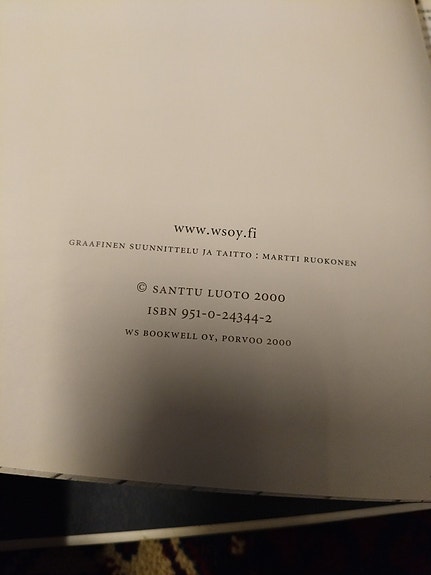 www.wsoy.fi
GRAAFINEN SUUNNITTELU JA TAITTO : MARTTI RUOKONEN
© SANTTU LUOTO 2000
ISBN 951-0-24344-2
WS BOOKWELL OY, PORVOO 2000